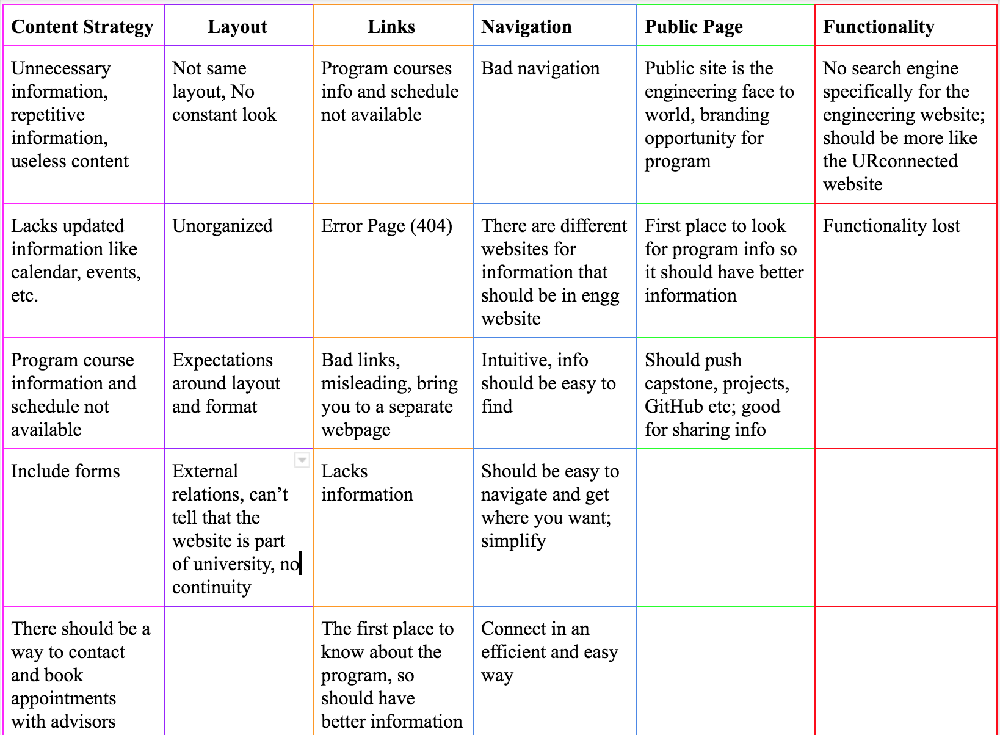 Content Strategy
Layout
Links
Navigation
Public Page
Functionality
Unnecessary
information,
repetitive
information,
useless content
Not same
layout, No
constant look
Program courses
info and schedule
not available
Bad navigation
Public site is the
engineering face to
world, branding
opportunity for
program
No search engine
specifically for the
engineering website;
should be more like
the URconnected
website
Lacks updated
information like
calendar, events,
etc.
Unorganized
Error Page (404)
There are different
websites for
information that
should be in engg
website
First place to look
for program info so
it should have better
information
Functionality lost
Program course
information and
schedule not
available
Expectations
around layout
and format
Bad links,
misleading, bring
you to a separate
webpage
Intuitive, info
should be easy to
find
Should push
capstone, projects,
GitHub etc; good
for sharing info
Include forms
External
relations, can’t
tell that the
website is part
of university, no
continuity
Lacks
information
Should be easy to
navigate and get
where you want;
simplify
There should be a
way to contact
and book
appointments
with advisors
The first place to
know about the
program, so
should have
better information
Connect in an
efficient and easy
way